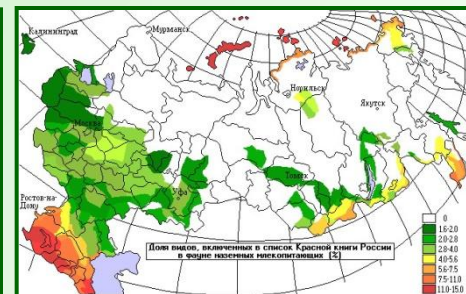 Калининград
Мурманск
Норильск
Якутск
Москва
Томск
Уфа
Ростов-на-
Дону
Доля видов, включенных в список Красной книги России
в фауне наземных млекопитающих (%)
0
1.6-2.0
2.0-2.8
2.8-4.0
4.0-5.6
5.6-7.5
7.5-11.0
11.0-15.0